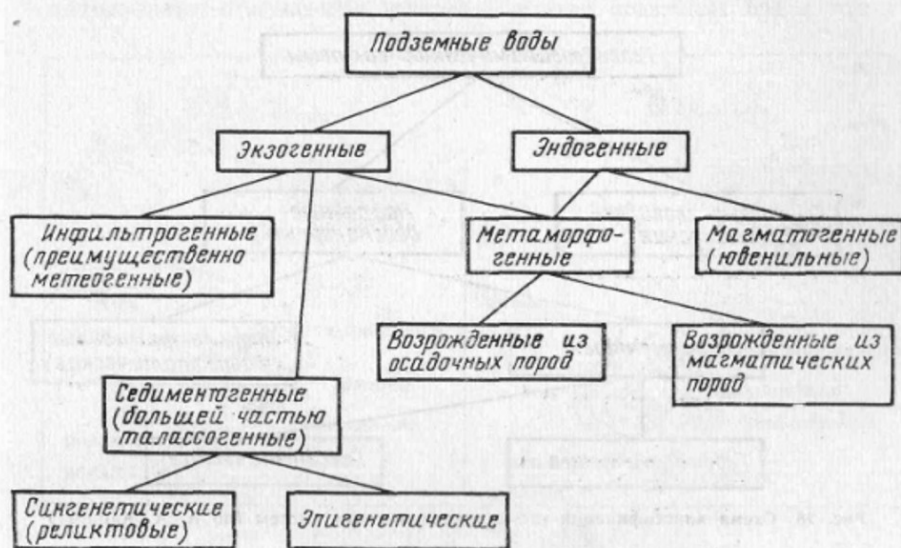 Подземные воды
Экзогенные
Эндогенные
Инфильтрогенные
(преимущественно
метеогенные)
Метаморфо-
генные
Магматогенные
(ювенильные)
Возрожденные из
осадочных пород
Возрожденные из
магматических
пород
Седиментогенные
(большей частью
талассогенные)
Сингенетические
(реликтовые)
Эпигенетические